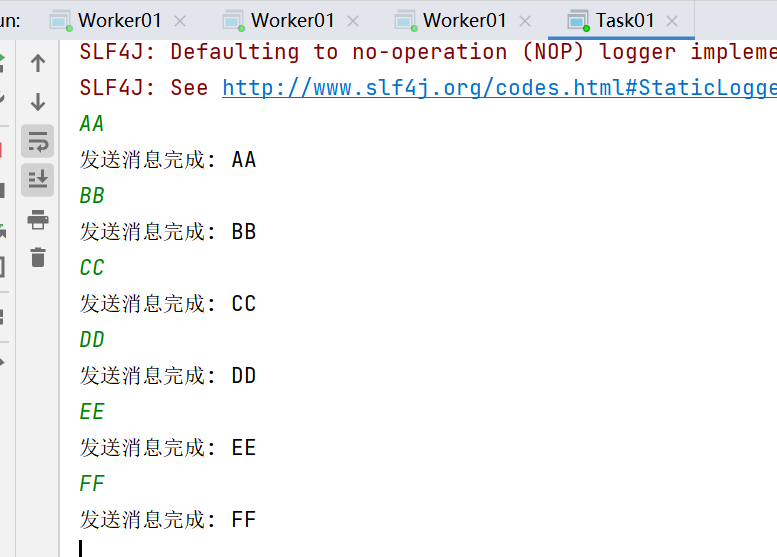 un: Worker01 Worker01 Worker01 Task01
SLF4J: Defaulting to no-operation (NOP) logger impleme
SLF4J: See http://www.slf4j.org/codes.html#StaticLogge
AA
发送消息完成: AA
BB
发送消息完成: BB
CC
发送消息完成: CC
DD
发送消息完成: DD
EE
发送消息完成: EE
FF
发送消息完成: FF